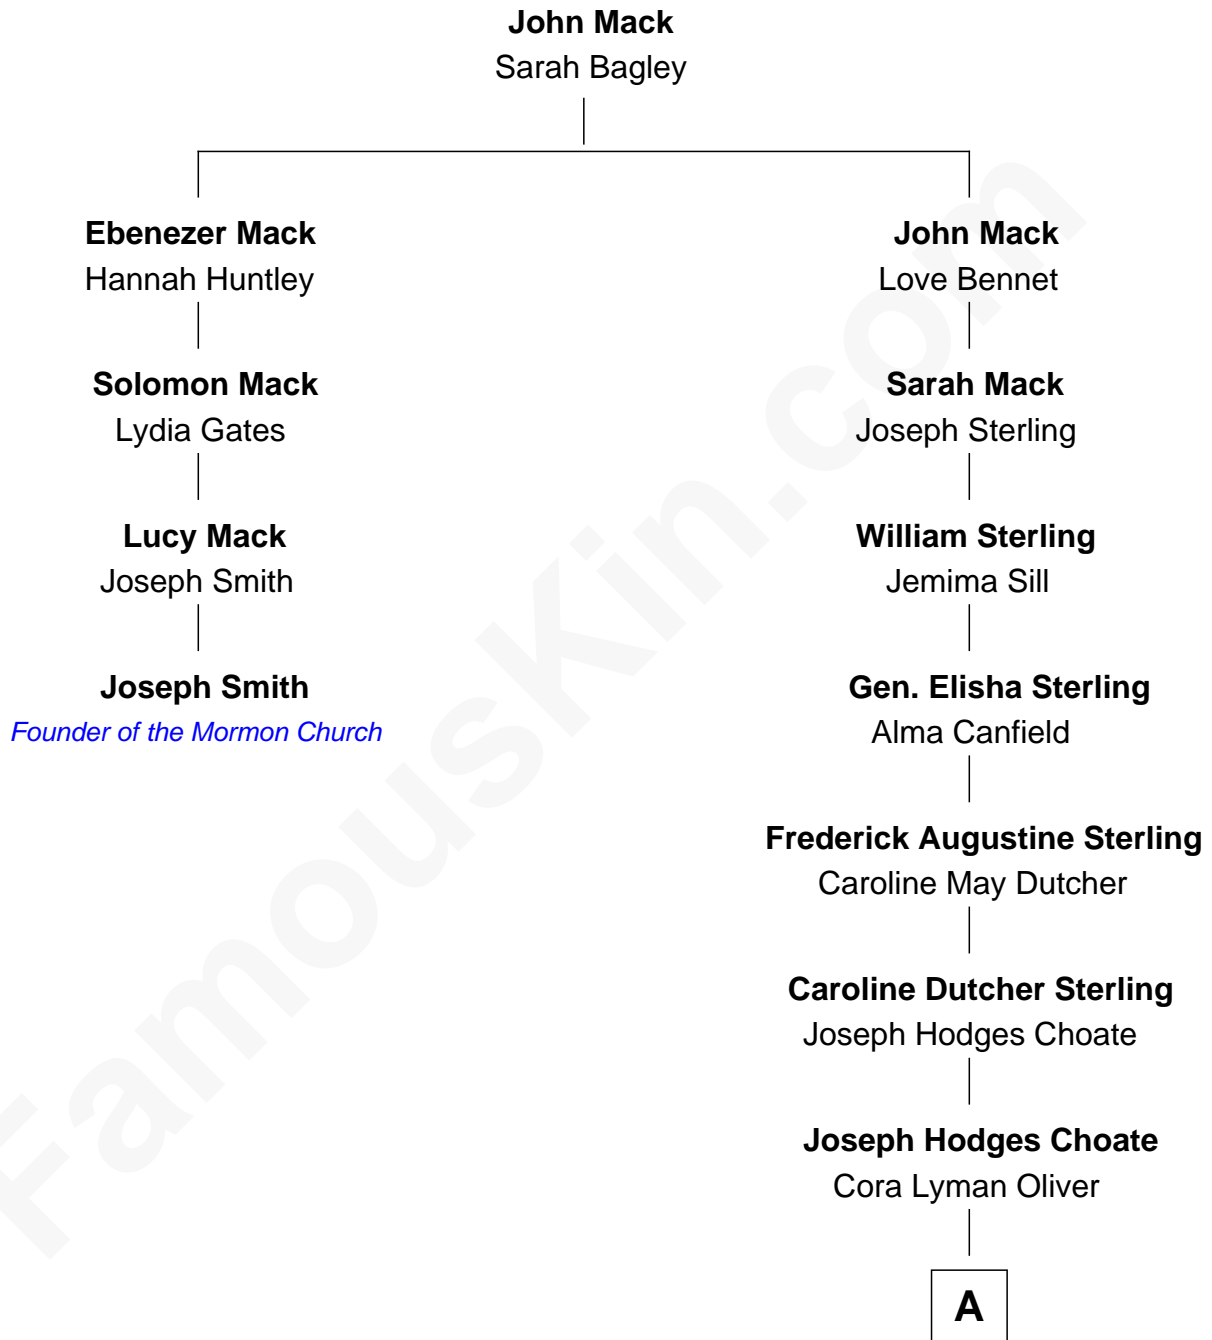 John Mack
Sarah Bagley
Ebenezer Mack
Hannah Huntley
John Mack
Love Bennet
Solomon Mack
Lydia Gates
Sarah Mack
Joseph Sterling
Lucy Mack
Joseph Smith
William Sterling
Jemima Sill
Joseph Smith
Founder of the Mormon Church
Gen. Elisha Sterling
Alma Canfield
Frederick Augustine Sterling
Caroline May Dutcher
Caroline Dutcher Sterling
Joseph Hodges Choate
Joseph Hodges Choate
Cora Lyman Oliver
A
FamousKin.com